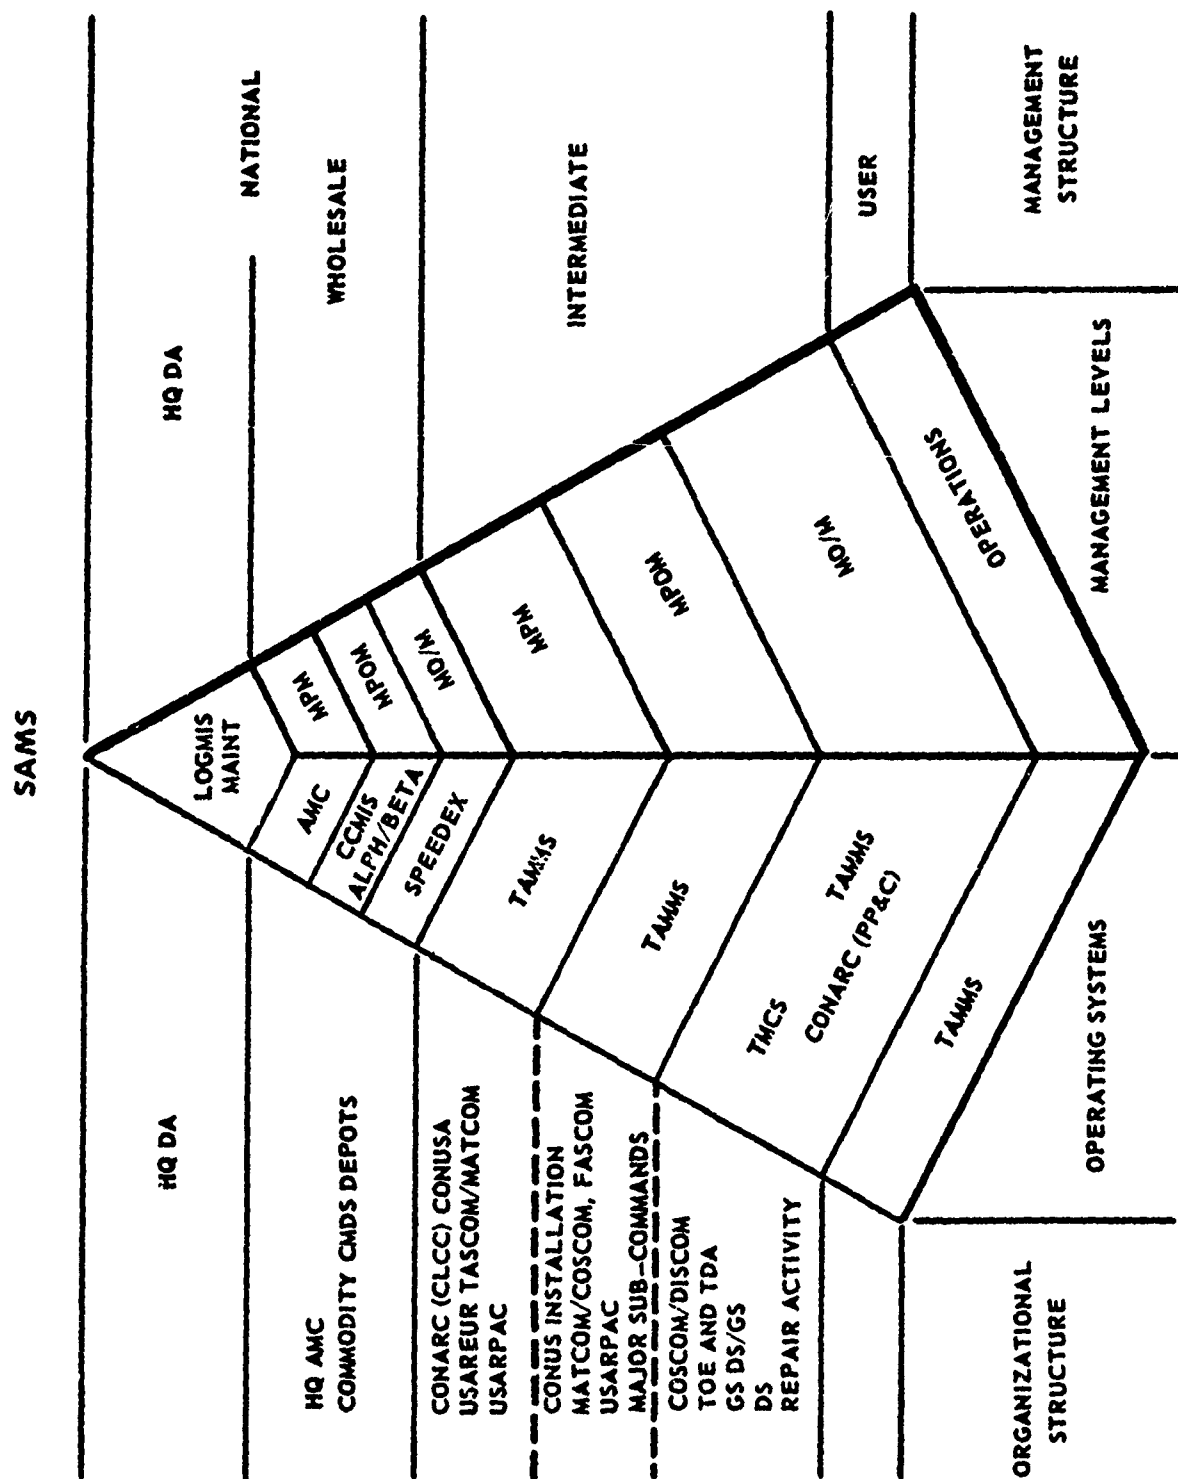 SAMS
HQ DA
HQ AMC
COMMODITY CMDS DEPOTS
CONARC (CLCC) CONUSA
USAREUR TASCOM/MATCOM
USARPAC
CONUS INSTALLATION
MATCOM/COSCOM, FASCOM
USARPAC
MAJOR SUB-COMMANDS
COSCOM/DISCOM
TOE AND TDA
GS DS/GS
DS
REPAIR ACTIVITY
ORGANIZATIONAL
STRUCTURE
LOGMIS
MAINT
AMC
CCMIS
ALPH/BETA
SPEEDEX
TAMMS
TAMMS
TMCS
TAMMS
CONARC (PP&C)
TAMMS
OPERATING SYSTEMS
MPM
MPOM
MO/M
MPM
MPOM
MO/M
OPERATIONS
MANAGEMENT LEVELS
HQ DA
NATIONAL
WHOLESALE
INTERMEDIATE
USER
MANAGEMENT
STRUCTURE